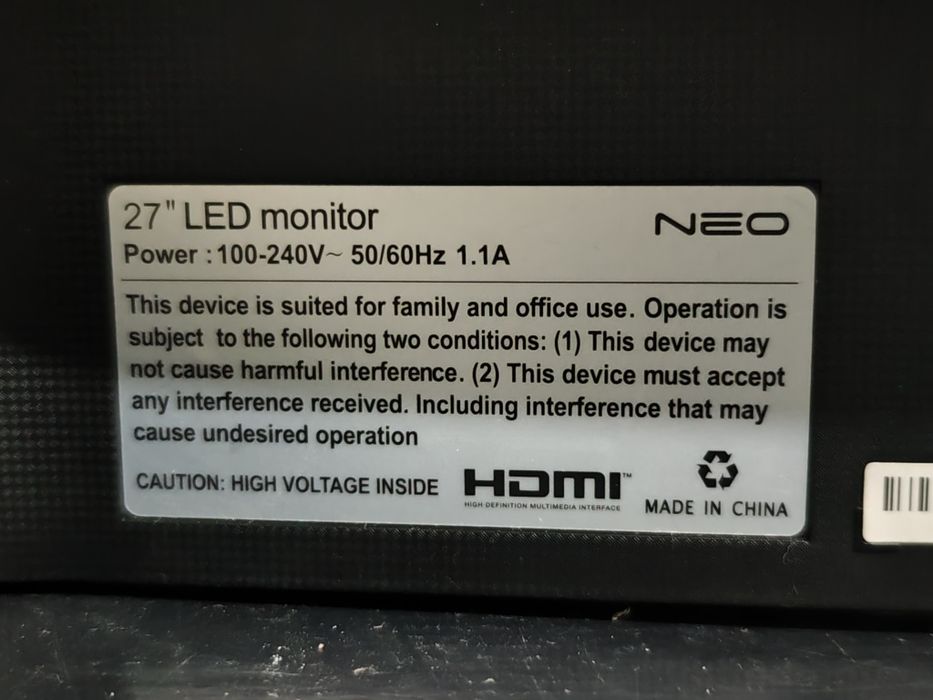 27" LED monitor
NEO
Power : 100-240V~ 50/60Hz 1.1A
This device is suited for family and office use. Operation is
subject to the following two conditions: (1) This device may
not cause harmful interference. (2) This device must accept
any interference received. Including interference that may
cause undesired operation
CAUTION: HIGH VOLTAGE INSIDE
HDMI™
HIGH DEFINITION MULTIMEDIA INTERFACE
MADE IN CHINA